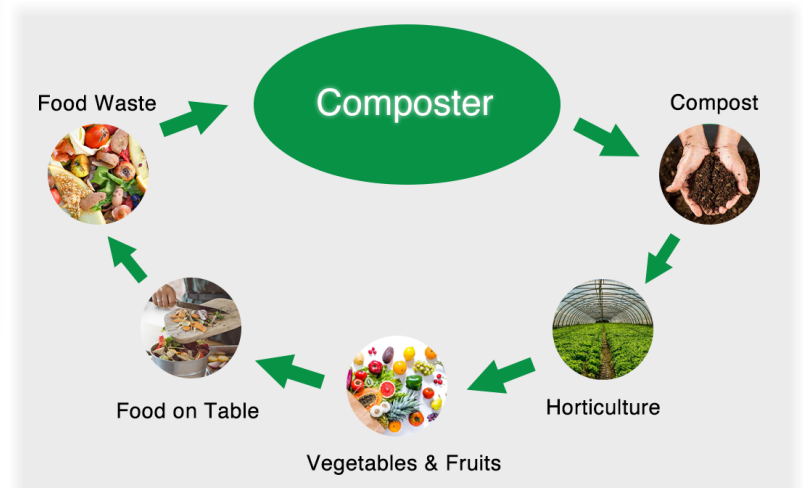 Composter
Food Waste
Compost
Food on Table
Horticulture
Vegetables & Fruits